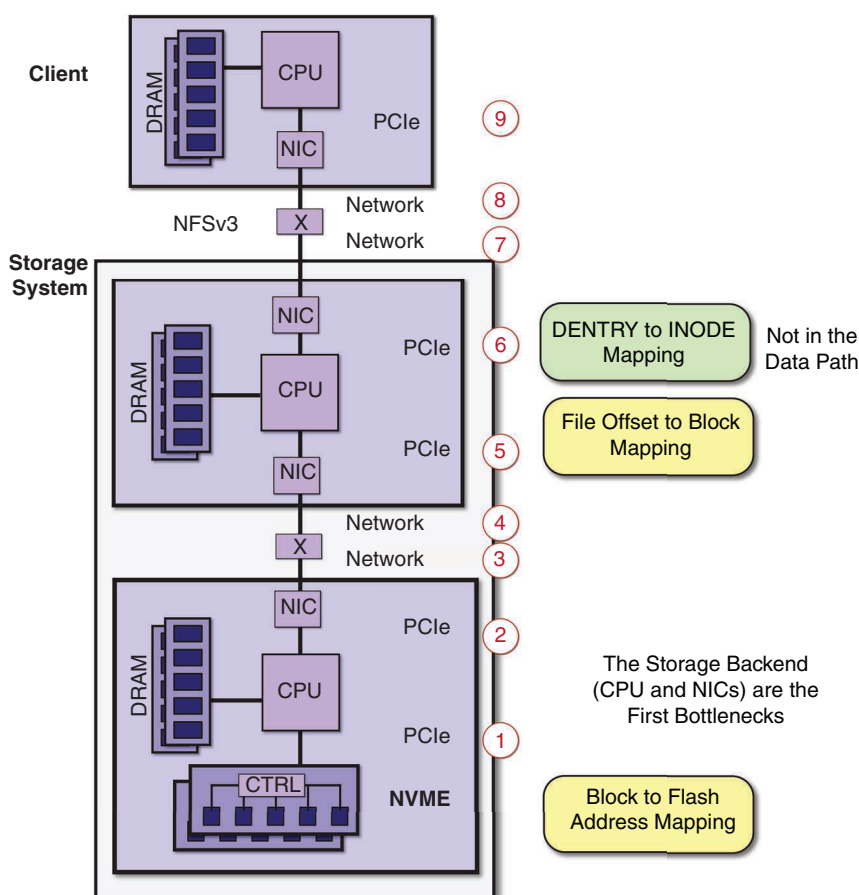 Client
DRAM
CPU
PCIe
9
NIC
8
Network
NFSv3
X
Network
7
Storage
System
NIC
DENTRY to INODE
Mapping
Not in the
Data Path
PCIe
6
DRAM
CPU
File Offset to Block
Mapping
PCIe
5
NIC
Network
4
X
Network
3
NIC
PCIe
2
DRAM
CPU
The Storage Backend
(CPU and NICs) are the
First Bottlenecks
PCIe
1
CTRL
NVME
Block to Flash
Address Mapping